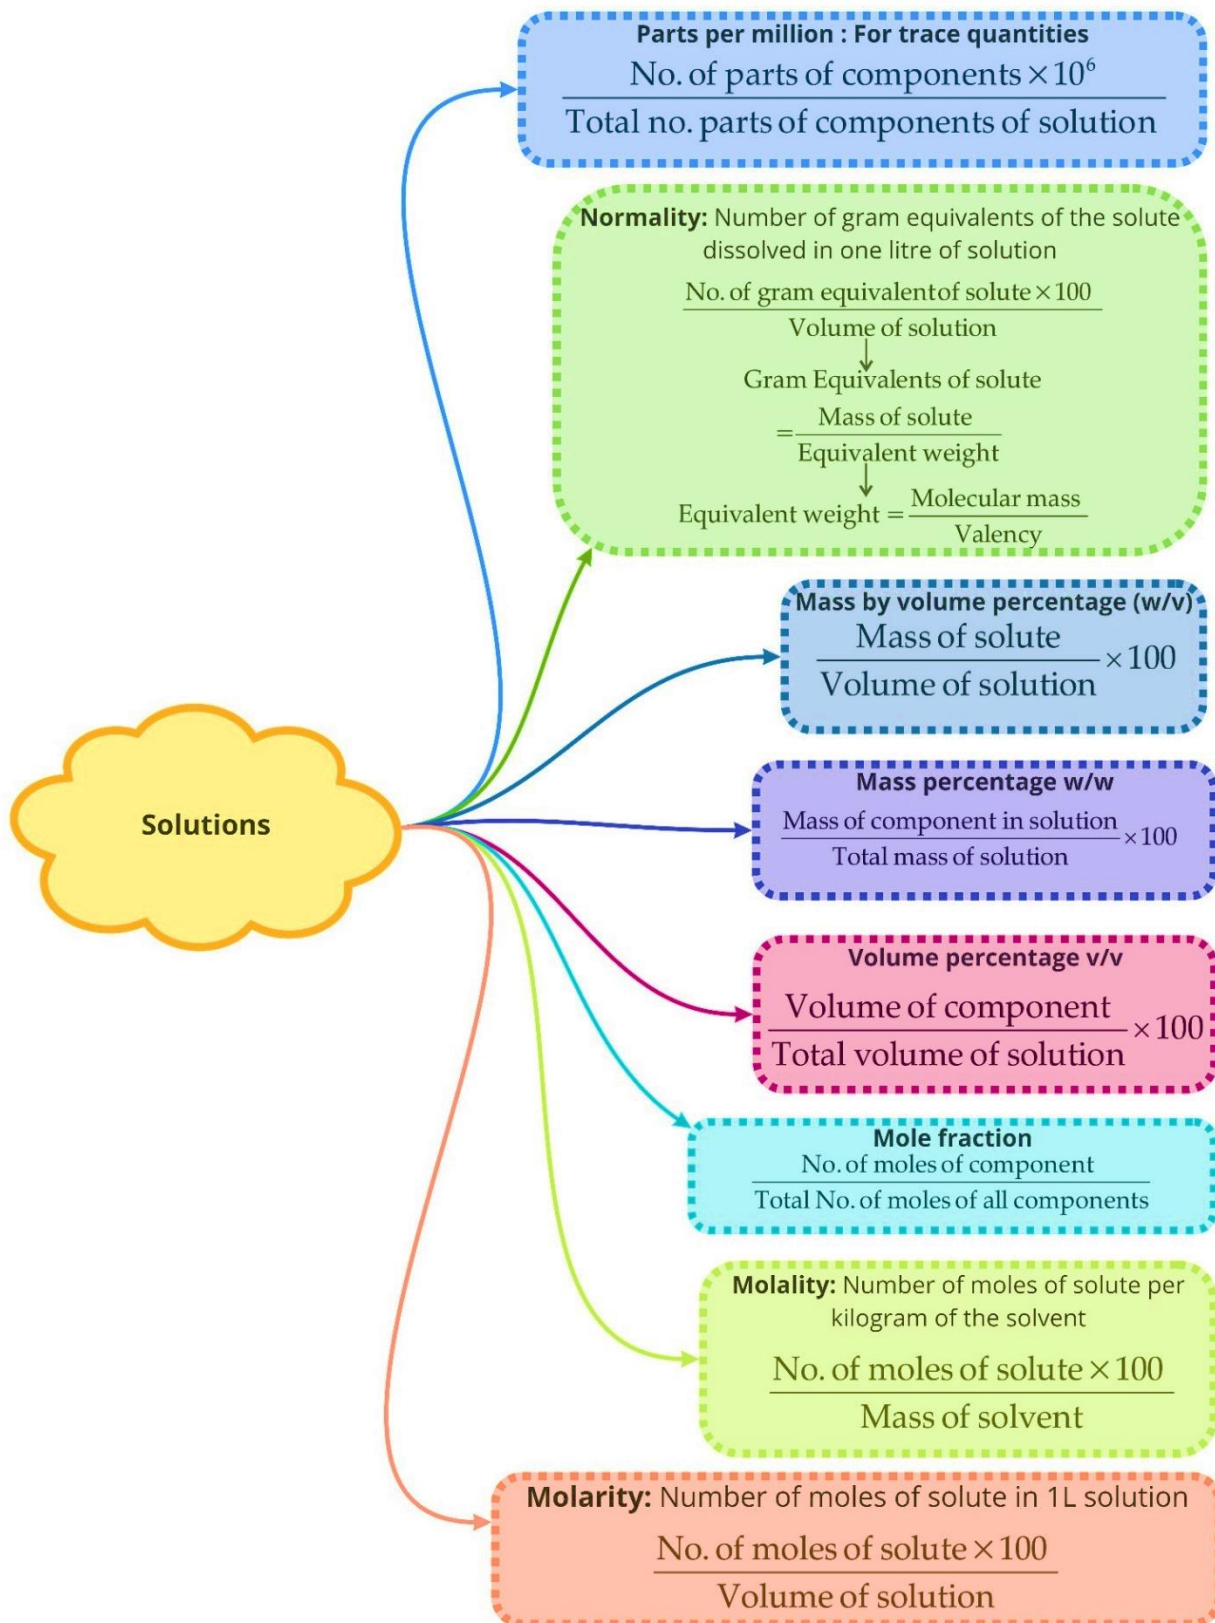 Parts per million : For trace quantities
No. of parts of components × 10⁶
Total no. parts of components of solution
Normality: Number of gram equivalents of the solute
dissolved in one litre of solution
No. of gram equivalent of solute × 100
Volume of solution
Gram Equivalents of solute
= Mass of solute
Equivalent weight
Equivalent weight = Molecular mass
Valency
Mass by volume percentage (w/v)
Mass of solute × 100
Volume of solution
Solutions
Mass percentage w/w
Mass of component in solution × 100
Total mass of solution
Volume percentage v/v
Volume of component × 100
Total volume of solution
Mole fraction
No. of moles of component
Total No. of moles of all components
Molality: Number of moles of solute per
kilogram of the solvent
No. of moles of solute × 100
Mass of solvent
Molarity: Number of moles of solute in 1L solution
No. of moles of solute × 100
Volume of solution